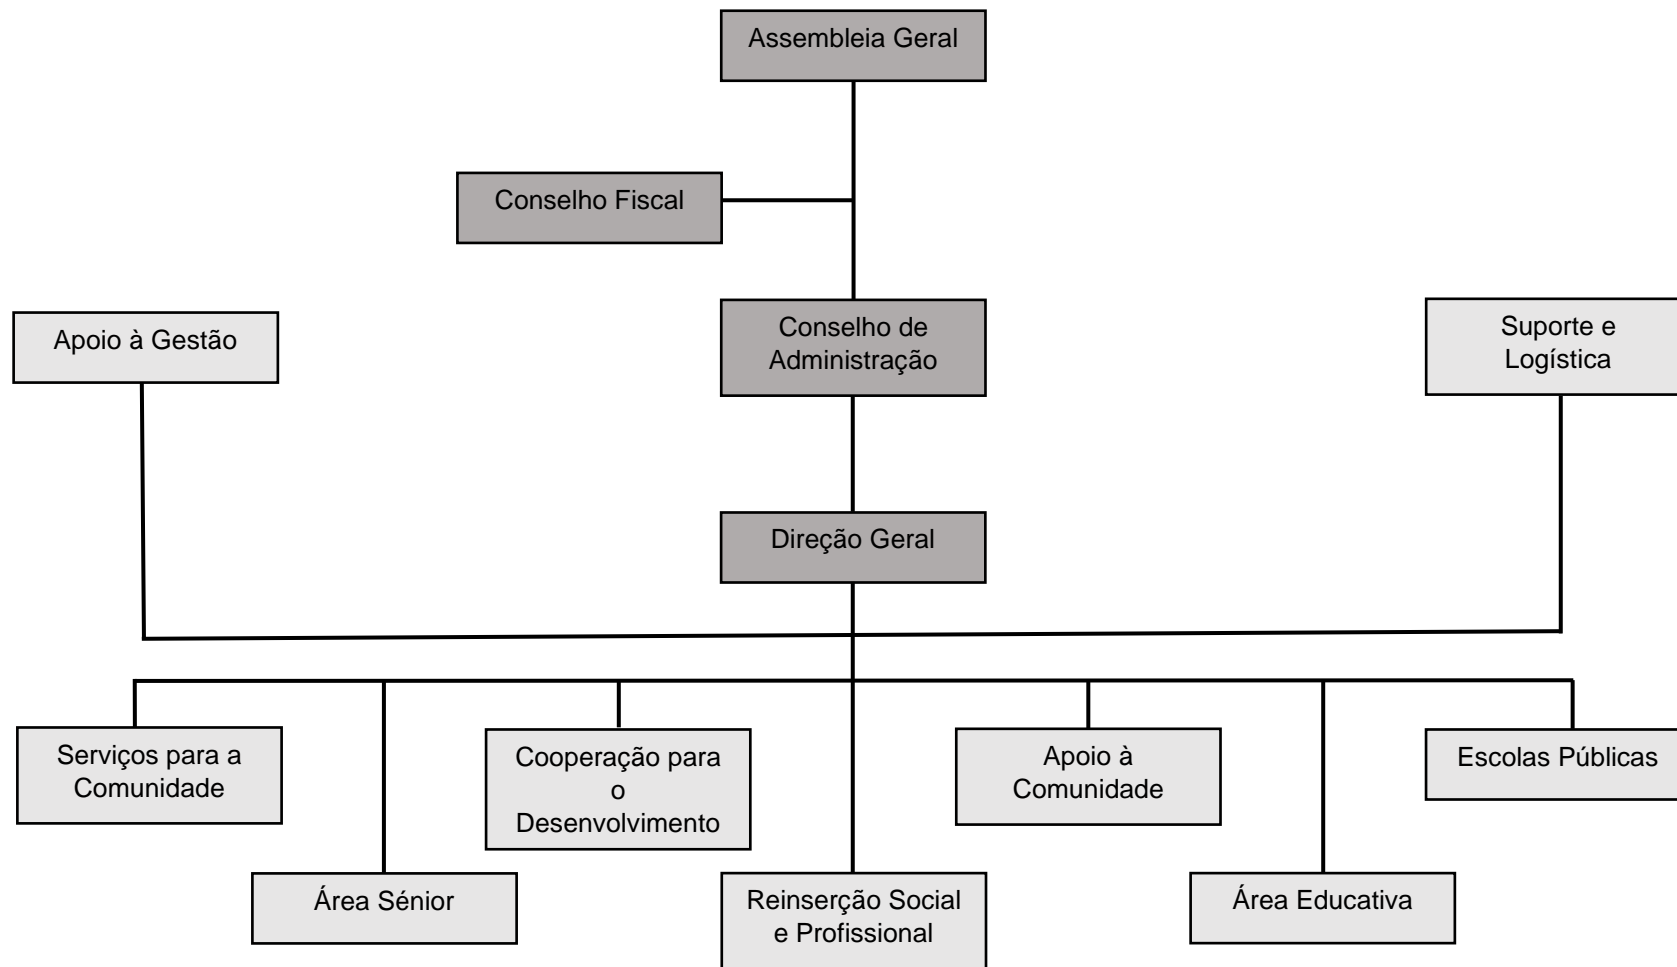 Assembleia Geral
Conselho Fiscal
Apoio à Gestão
Conselho de
Administração
Suporte e
Logística
Direção Geral
Serviços para a
Comunidade
Cooperação para
o
Desenvolvimento
Apoio à
Comunidade
Escolas Públicas
Área Sénior
Reinserção Social
e Profissional
Área Educativa